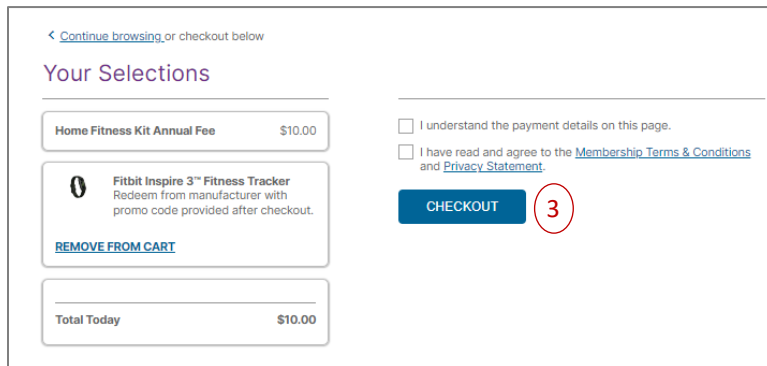 Continue browsing or checkout below
Your Selections
Home Fitness Kit Annual Fee $10.00
Fitbit Inspire 3™ Fitness Tracker
Redeem from manufacturer with
promo code provided after checkout.
REMOVE FROM CART
Total Today $10.00
I understand the payment details on this page.
I have read and agree to the Membership Terms & Conditions
and Privacy Statement.
CHECKOUT 3